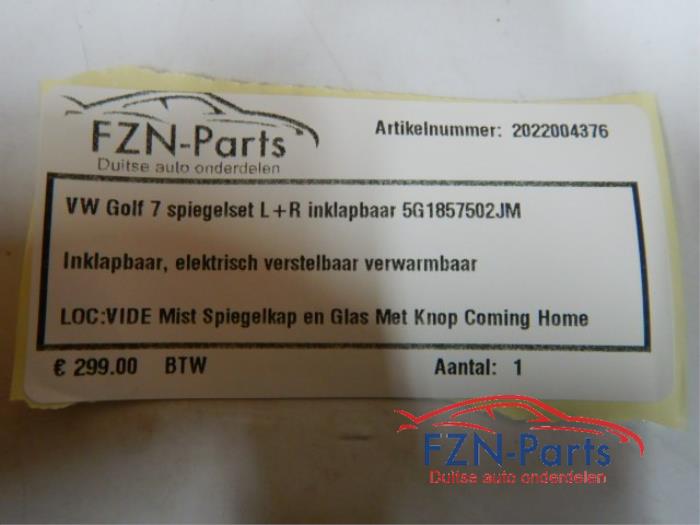 FZN-Parts
Duitse auto onderdelen
Artikelnummer: 2022004376
VW Golf 7 spiegelset L+R inklapbaar 5G1857502JM
Inklapbaar, elektrisch verstelbaar verwarmbaar
LOC:VIDE Mist Spiegelkap en Glas Met Knop Coming Home
€ 299.00 BTW Aantal: 1
FZN-Parts
Duitse auto onderdelen